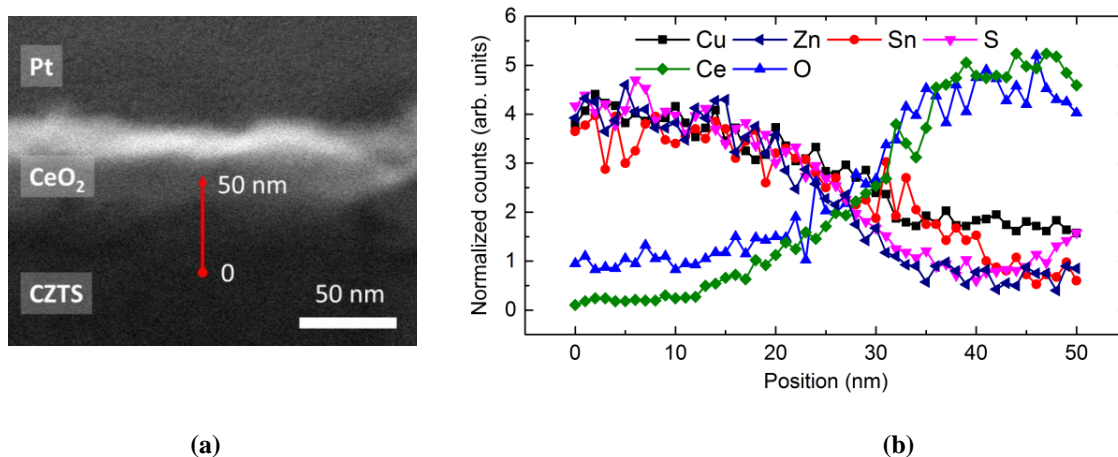 Pt
CeO₂
50 nm
0
CZTS
50 nm
6
5
4
3
2
1
0
Normalized counts (arb. units)
Cu Zn Sn S
Ce O
0 10 20 30 40 50
Position (nm)
(a) (b)